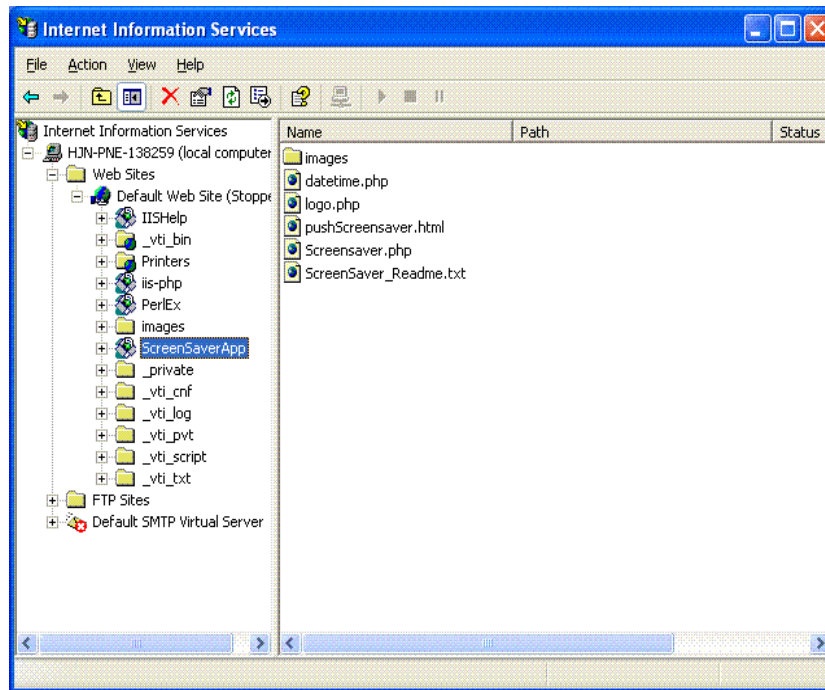 Internet Information Services
File Action View Help
Internet Information Services
HJN-PNE-138259 (local computer
Web Sites
Default Web Site (Stoppe
IISHelp
_vti_bin
Printers
iis-php
PerlEx
images
ScreenSaverApp
_private
_vti_cnf
_vti_log
_vti_pvt
_vti_script
_vti_txt
FTP Sites
Default SMTP Virtual Server
Name Path Status
images
datetime.php
logo.php
pushScreensaver.html
Screensaver.php
ScreenSaver_Readme.txt